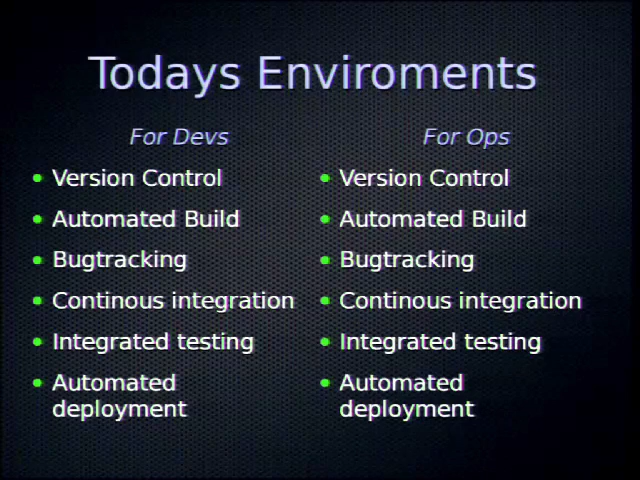 Todays Enviroments
For Devs
Version Control
Automated Build
Bugtracking
Continous integration
Integrated testing
Automated
deployment
For Ops
Version Control
Automated Build
Bugtracking
Continous integration
Integrated testing
Automated
deployment